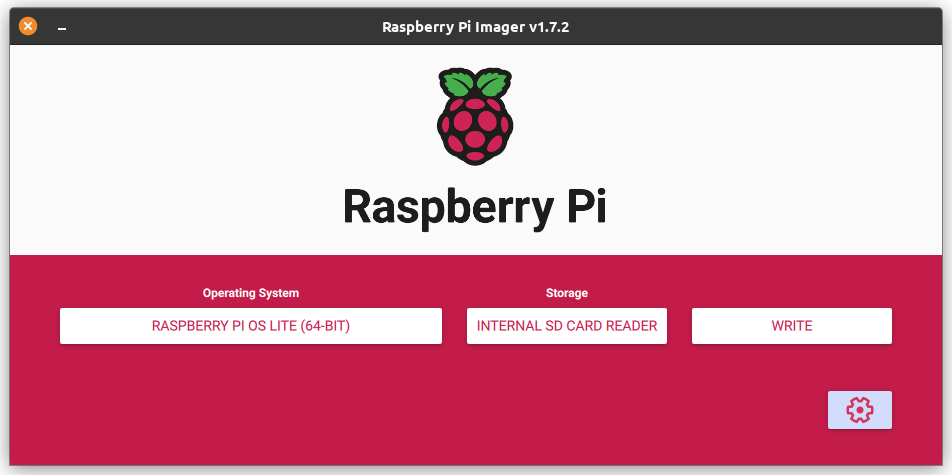 Raspberry Pi Imager v1.7.2
Raspberry Pi
Operating System
Storage
RASPBERRY PI OS LITE (64-BIT)
INTERNAL SD CARD READER
WRITE